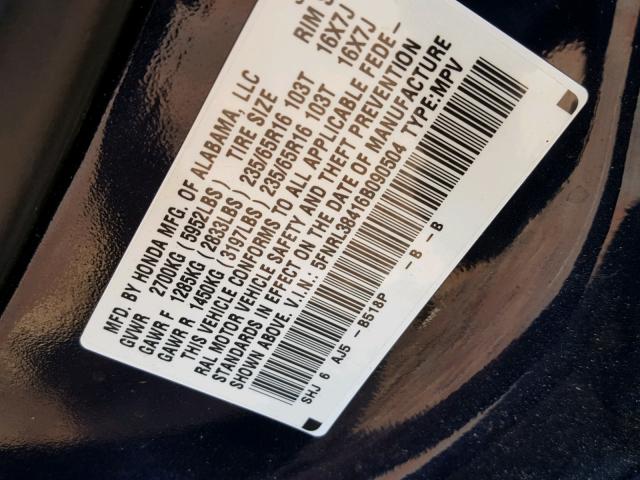 MFD. BY HONDA MFG. OF ALABAMA, LLC
GVWR 2700KG (5952LBS) TIRE SIZE RIM
GAWR F 1285KG (2833LBS) 235/65R16 103T 16X7J
GAWR R 1450KG (3197LBS) 235/65R16 103T 16X7J
THIS VEHICLE CONFORMS TO ALL APPLICABLE FEDE-
RAL MOTOR VEHICLE SAFETY AND THEFT PREVENTION
STANDARDS IN EFFECT ON THE DATE OF MANUFACTURE
SHOWN ABOVE. V.I.N: 5FNRL39416B090504 TYPE:MPV
SHJ 6 AJ5 - B519P - B - B